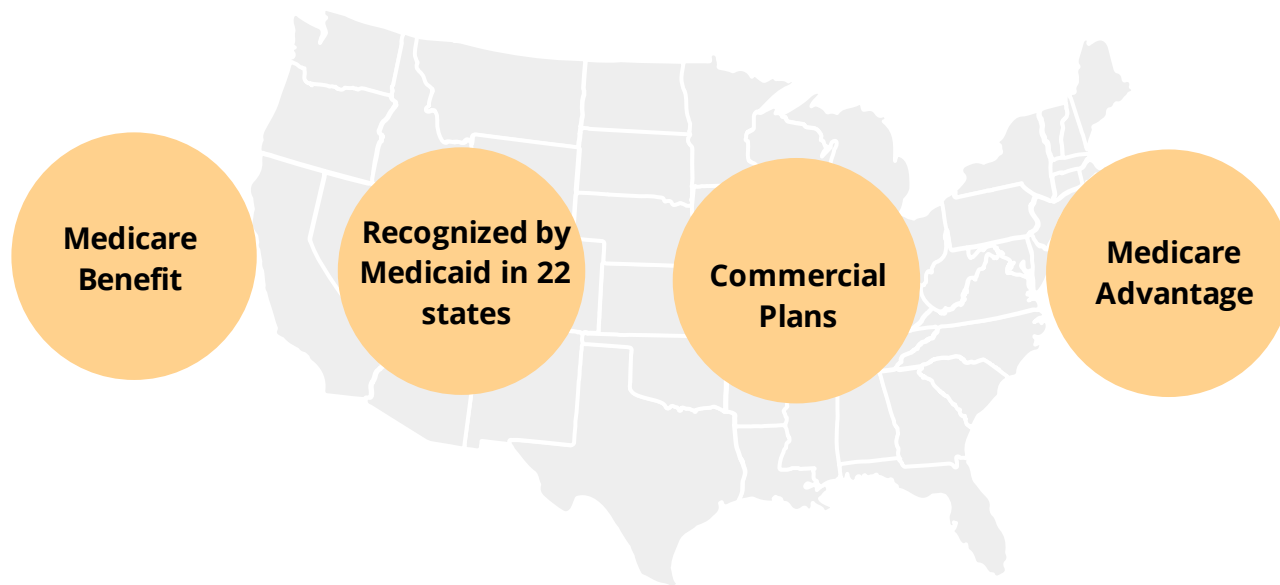 Medicare
Benefit
Recognized by
Medicaid in 22
states
Commercial
Plans
Medicare
Advantage